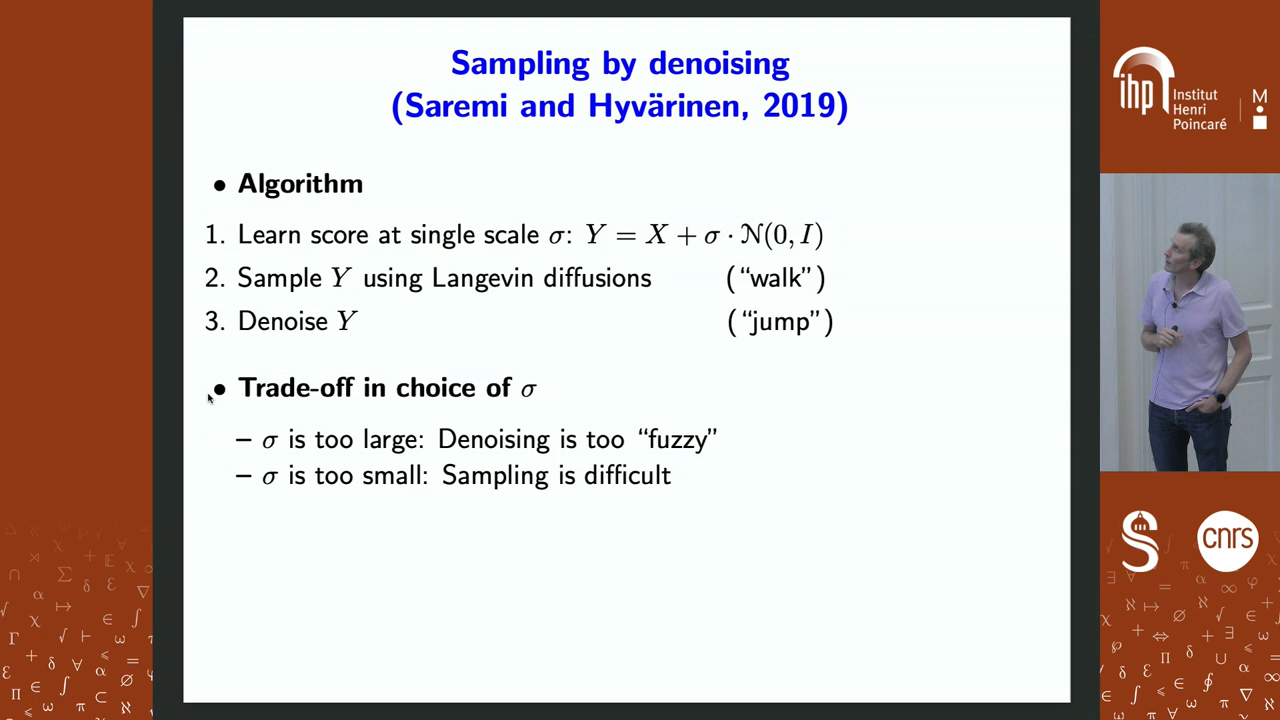 Sampling by denoising
(Saremi and Hyvärinen, 2019)
• Algorithm
1. Learn score at single scale σ: Y = X + σ · N(0, I)
2. Sample Y using Langevin diffusions (“walk”)
3. Denoise Y (“jump”)
• Trade-off in choice of σ
– σ is too large: Denoising is too “fuzzy”
– σ is too small: Sampling is difficult
ihp Institut
Henri
Poincaré
M
S
cnrs